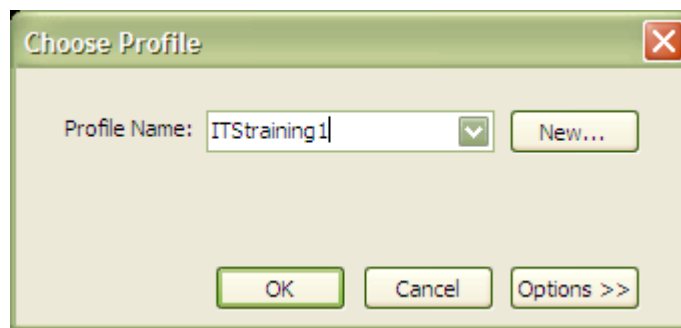 Choose Profile
Profile Name: ITStraining1 New...
OK Cancel Options >>